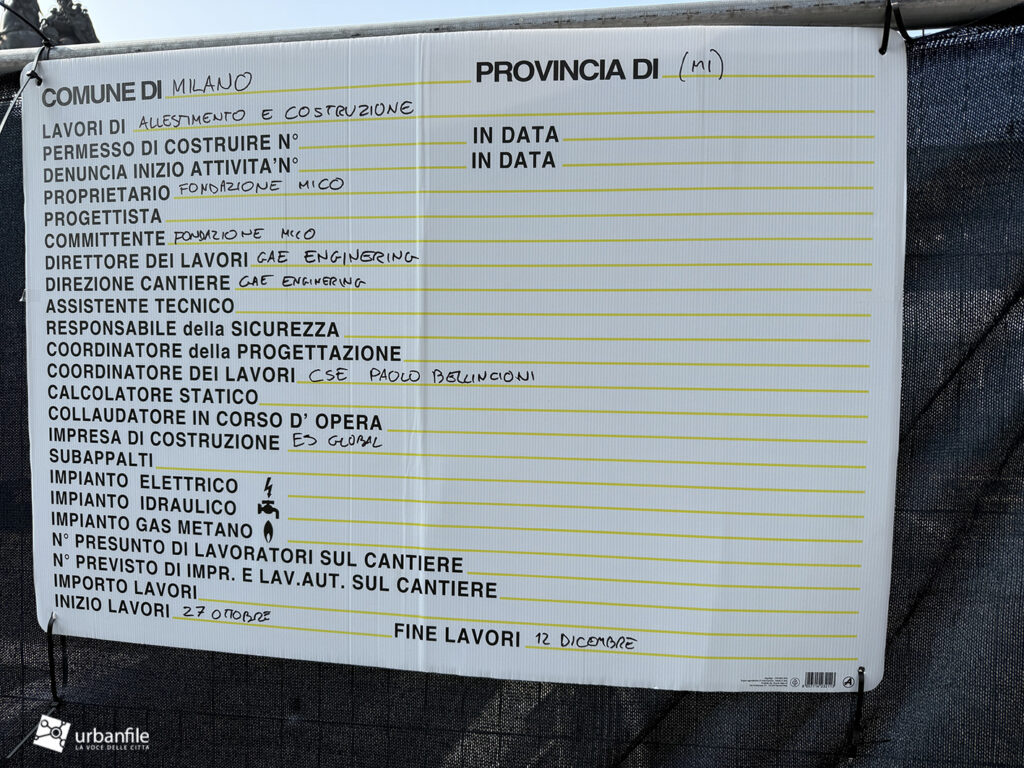 COMUNE DI MILANO PROVINCIA DI (MI)
LAVORI DI ALLESTIMENTO E COSTRUZIONE
PERMESSO DI COSTRUIRE N° IN DATA
DENUNCIA INIZIO ATTIVITA'N° IN DATA
PROPRIETARIO FONDAZIONE MICO
PROGETTISTA
COMMITTENTE FONDAZIONE MICO
DIRETTORE DEI LAVORI GAE ENGINERING
DIREZIONE CANTIERE GAE ENGINERING
ASSISTENTE TECNICO
RESPONSABILE della SICUREZZA
COORDINATORE della PROGETTAZIONE
COORDINATORE DEI LAVORI CSE PAOLO BELLINCIONI
CALCOLATORE STATICO
COLLAUDATORE IN CORSO D' OPERA
IMPRESA DI COSTRUZIONE ES GLOBAL
SUBAPPALTI
IMPIANTO ELETTRICO
IMPIANTO IDRAULICO
IMPIANTO GAS METANO
N° PRESUNTO DI LAVORATORI SUL CANTIERE
N° PREVISTO DI IMPR. E LAV.AUT. SUL CANTIERE
IMPORTO LAVORI
INIZIO LAVORI 27 OTTOBRE FINE LAVORI 12 DICEMBRE
urbanfile
LA VOCE DELLE CITTÀ